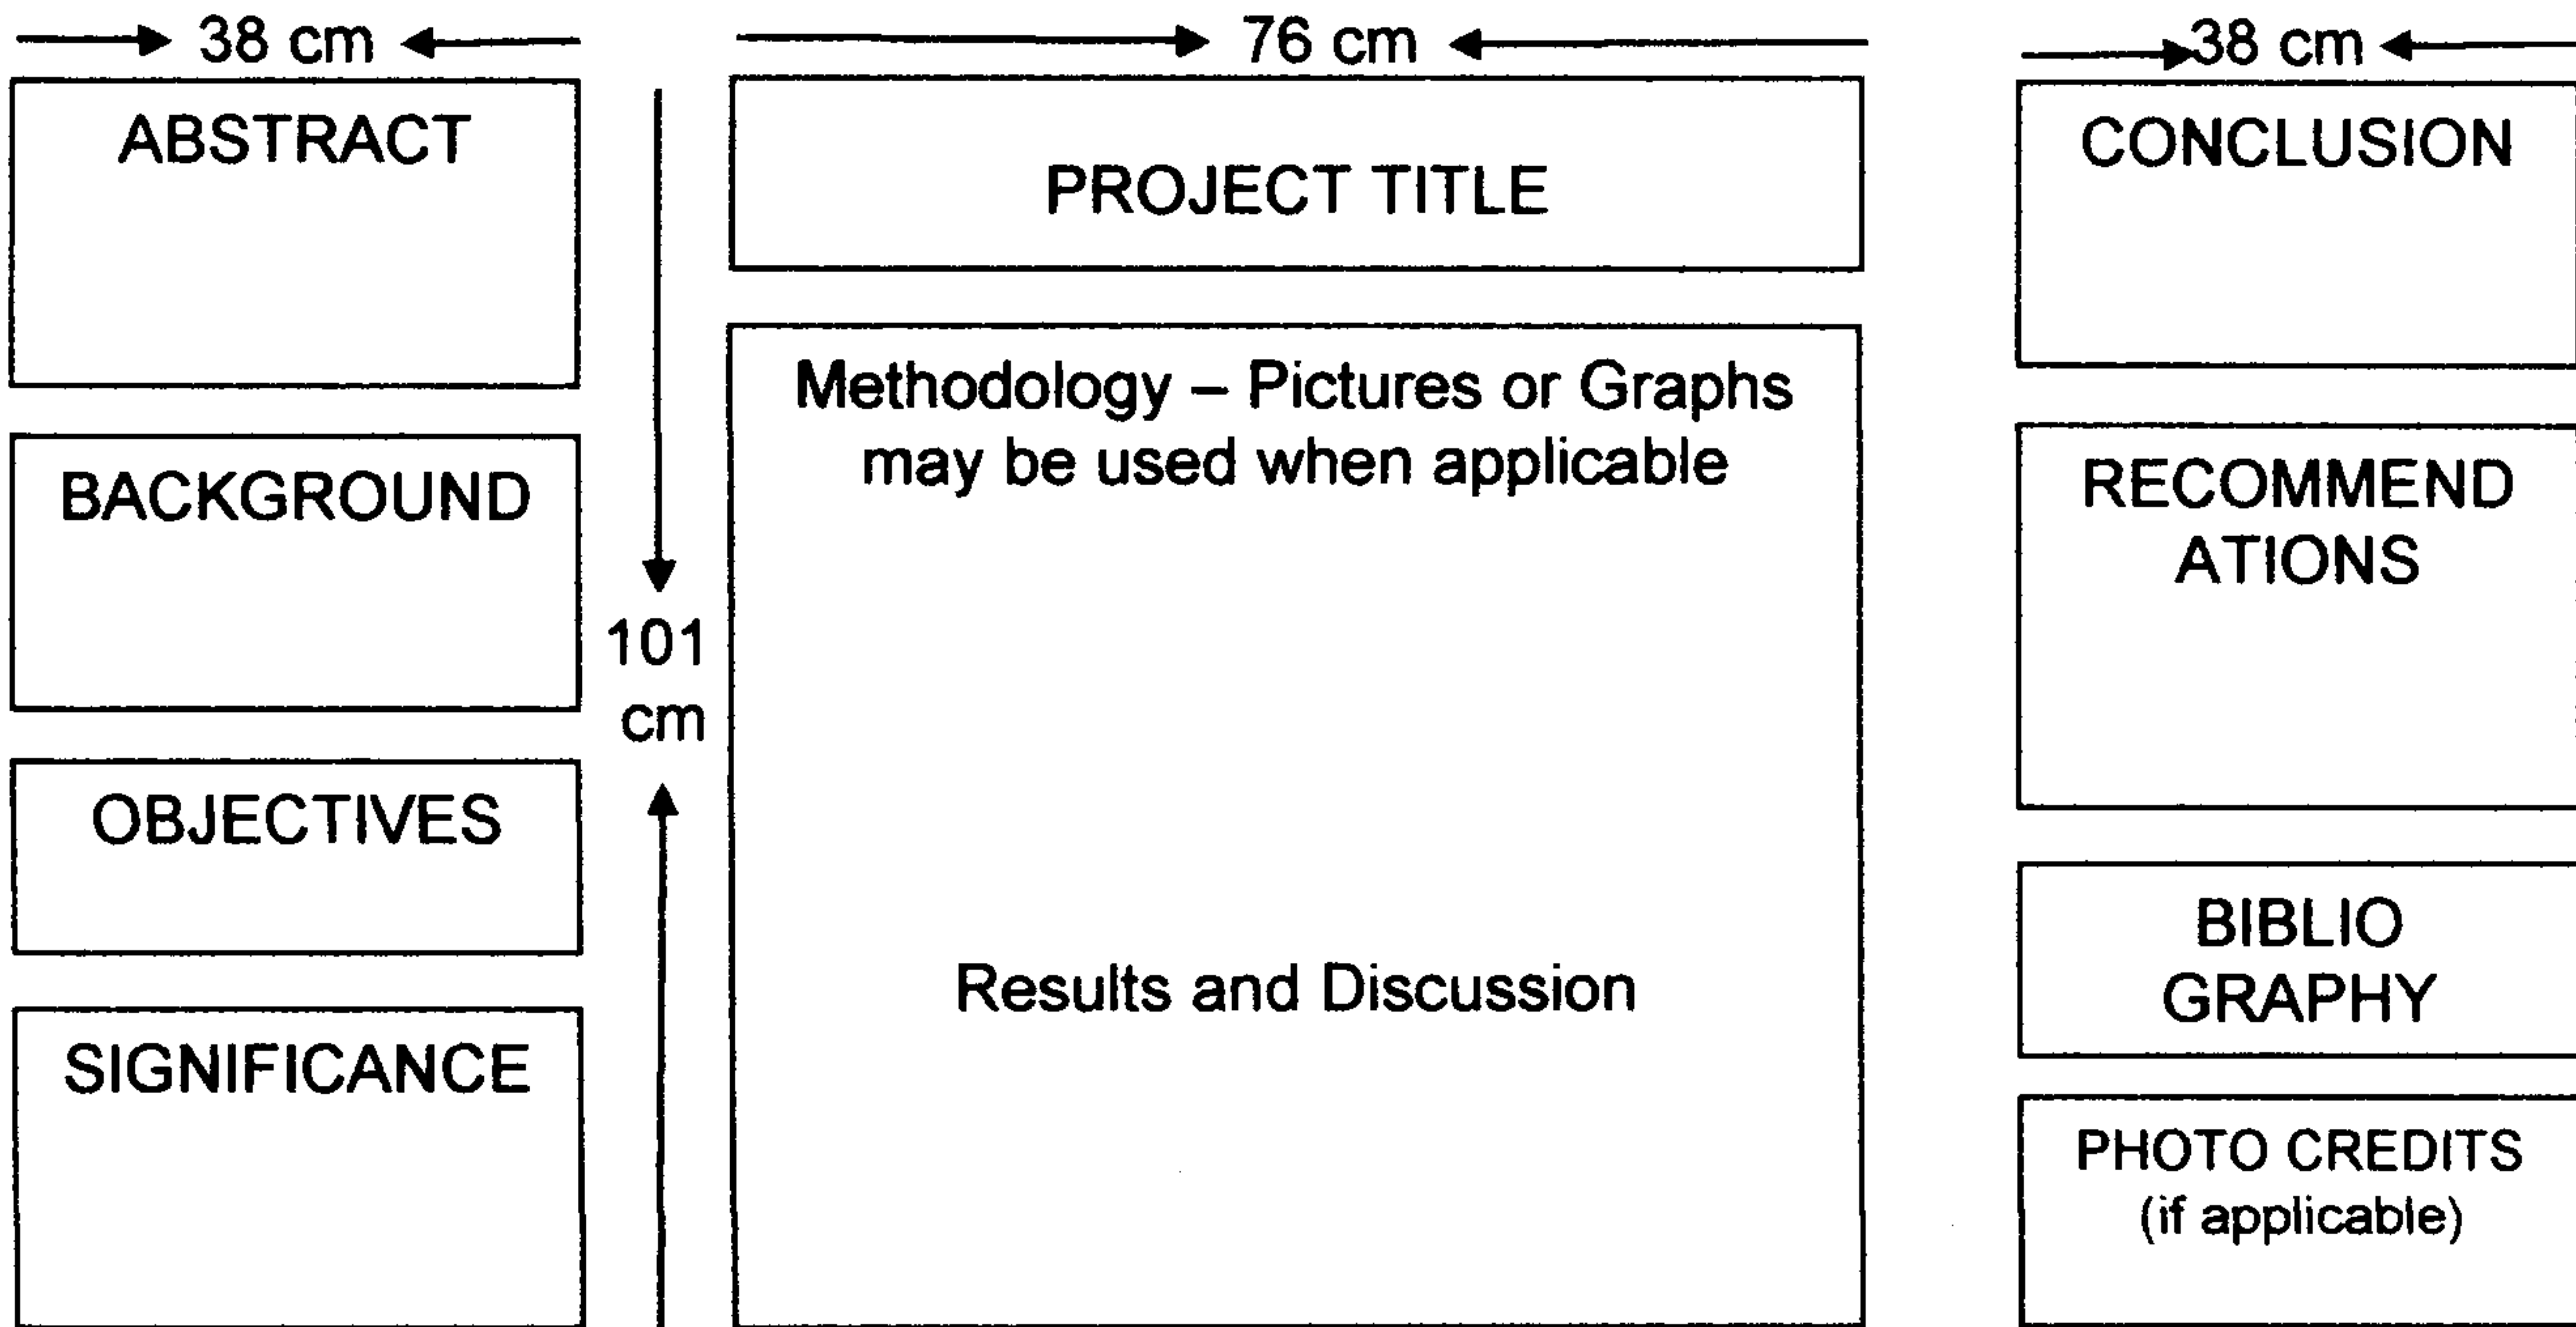 38 cm
76 cm
38 cm
ABSTRACT
BACKGROUND
OBJECTIVES
SIGNIFICANCE
101
cm
PROJECT TITLE
Methodology – Pictures or Graphs
may be used when applicable
Results and Discussion
CONCLUSION
RECOMMEND
ATIONS
BIBLIO
GRAPHY
PHOTO CREDITS
(if applicable)